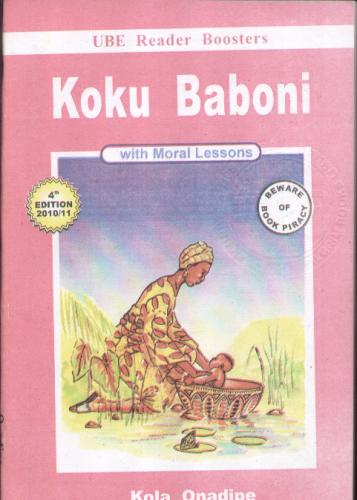 UBE Reader Boosters
Koku Baboni
with Moral Lessons
4th
EDITION
2010/11
BEWARE
OF
BOOK PIRACY
Kola Onadipe